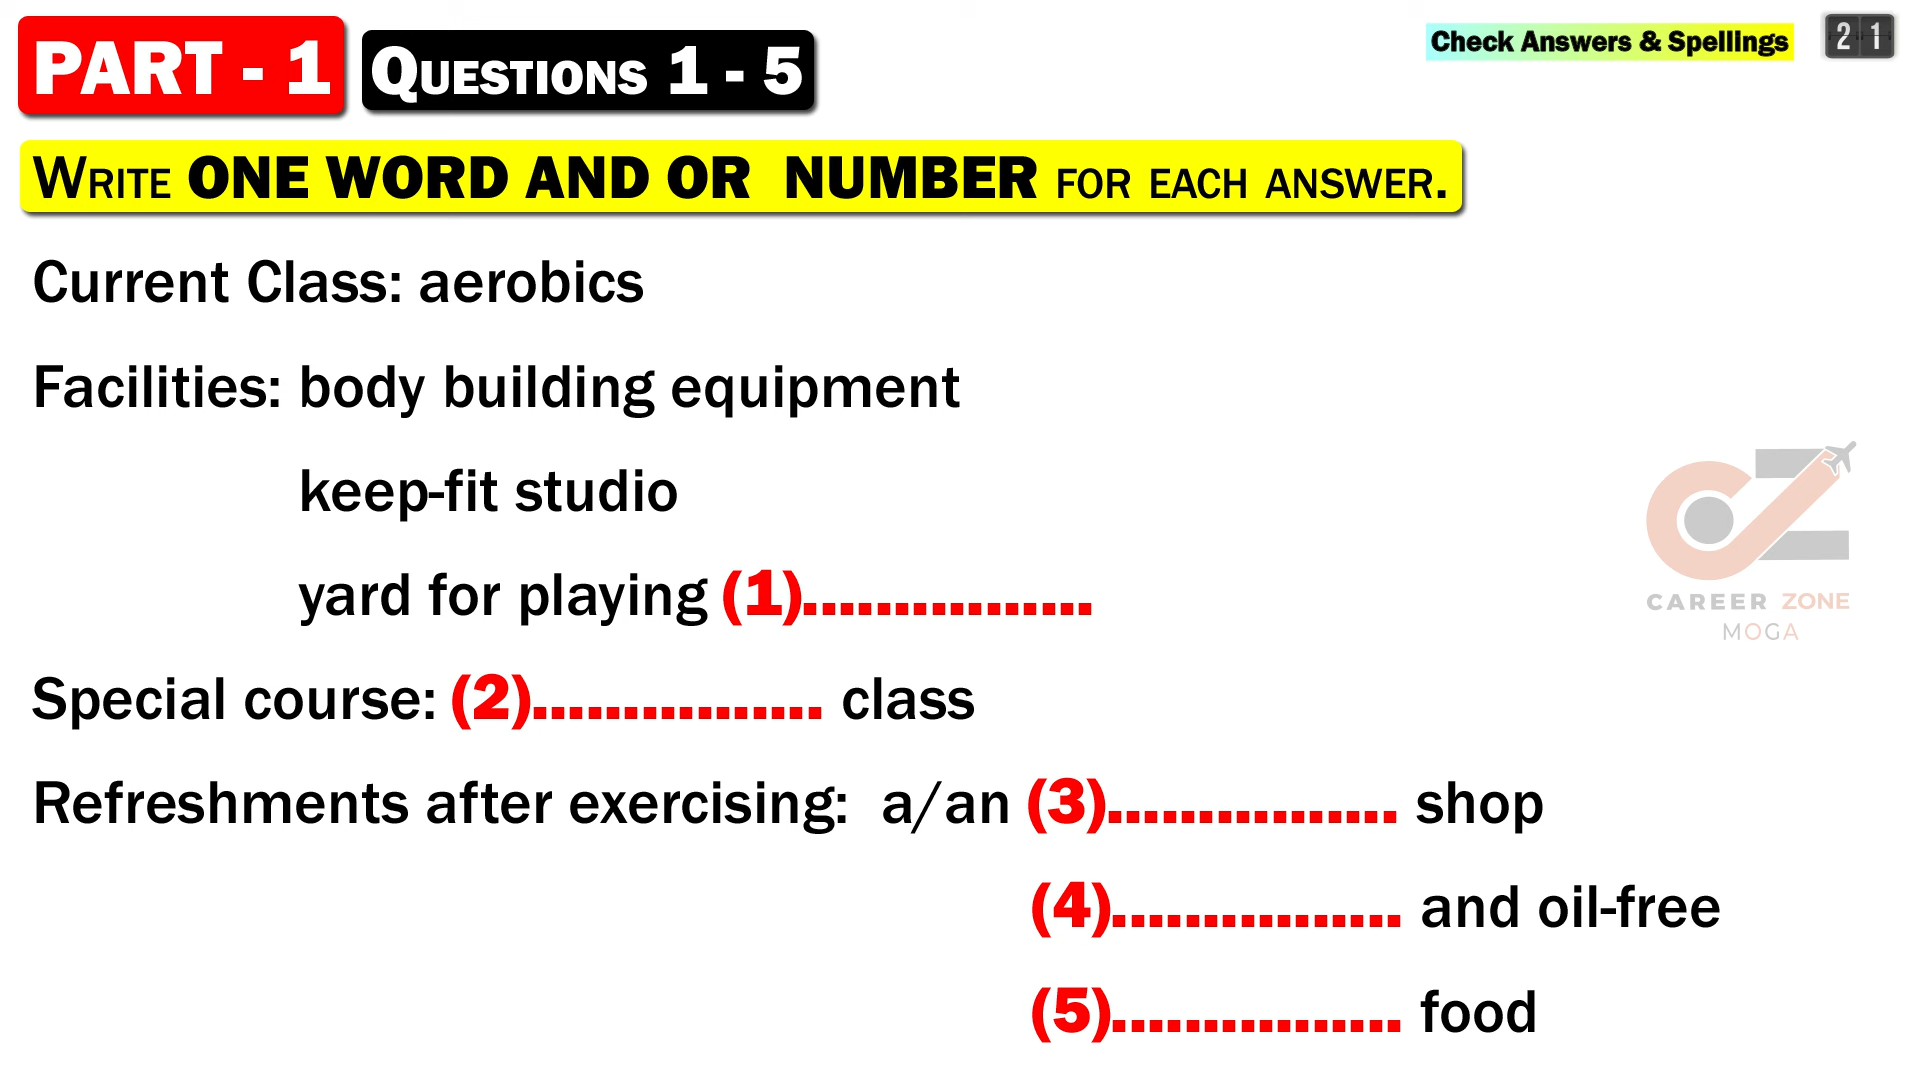 PART - 1 QUESTIONS 1 - 5
Check Answers & Spellings 21
WRITE ONE WORD AND OR NUMBER FOR EACH ANSWER.
Current Class: aerobics
Facilities: body building equipment
keep-fit studio
yard for playing (1)................
Special course: (2)................ class
Refreshments after exercising: a/an (3)................ shop
(4)................ and oil-free
(5)................ food
CAREER ZONE
MOGA